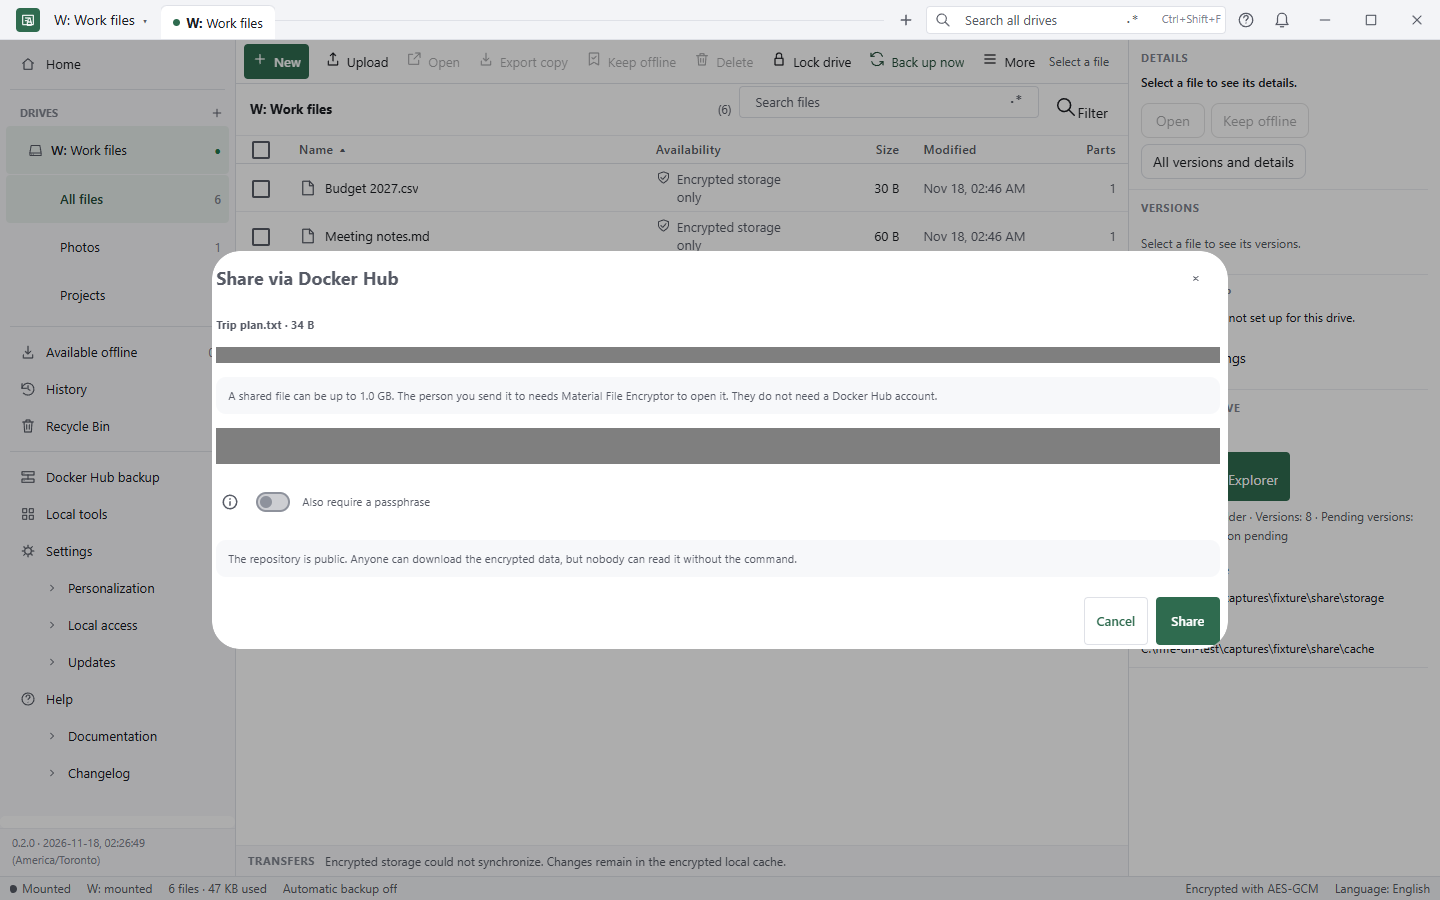 W: Work files
W: Work files
Search all drives
.*
Ctrl+Shift+F
Home
DRIVES
W: Work files
All files 6
Photos 1
Projects
Available offline
History
Recycle Bin
Docker Hub backup
Local tools
Settings
Personalization
Local access
Updates
Help
Documentation
Changelog
0.2.0 · 2026-11-18, 02:26:49
(America/Toronto)
New
Upload
Open
Export copy
Keep offline
Delete
Lock drive
Back up now
More
Select a file
W: Work files
(6)
Search files
.*
Filter
Name
Availability
Size
Modified
Parts
Budget 2027.csv
Encrypted storage
only
30 B
Nov 18, 02:46 AM
1
Meeting notes.md
Encrypted storage
only
60 B
Nov 18, 02:46 AM
1
DETAILS
Select a file to see its details.
Open
Keep offline
All versions and details
VERSIONS
Select a file to see its versions.
not set up for this drive.
Explorer
· Versions: 8 · Pending versions:
pending
captures\fixture\share\storage
C:\mfe-dh-test\captures\fixture\share\cache
Share via Docker Hub
Trip plan.txt · 34 B
A shared file can be up to 1.0 GB. The person you send it to needs Material File Encryptor to open it. They do not need a Docker Hub account.
Also require a passphrase
The repository is public. Anyone can download the encrypted data, but nobody can read it without the command.
Cancel
Share
TRANSFERS Encrypted storage could not synchronize. Changes remain in the encrypted local cache.
Mounted
W: mounted
6 files · 47 KB used
Automatic backup off
Encrypted with AES-GCM
Language: English